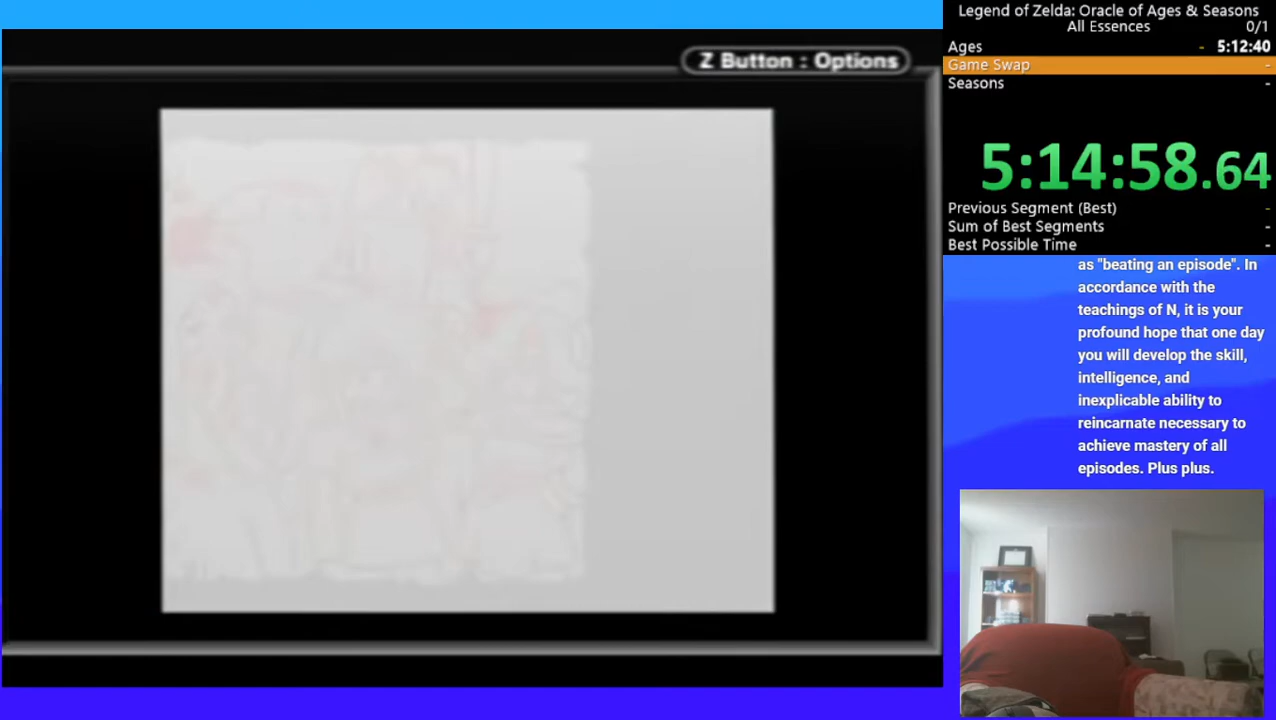 Z Button : Options
Legend of Zelda: Oracle of Ages & Seasons
All Essences
0/1
Ages - 5:12:40
Game Swap -
Seasons -
5:14:58.64
Previous Segment (Best) -
Sum of Best Segments -
Best Possible Time -
as "beating an episode". In
accordance with the
teachings of N, it is your
profound hope that one day
you will develop the skill,
intelligence, and
inexplicable ability to
reincarnate necessary to
achieve mastery of all
episodes. Plus plus.